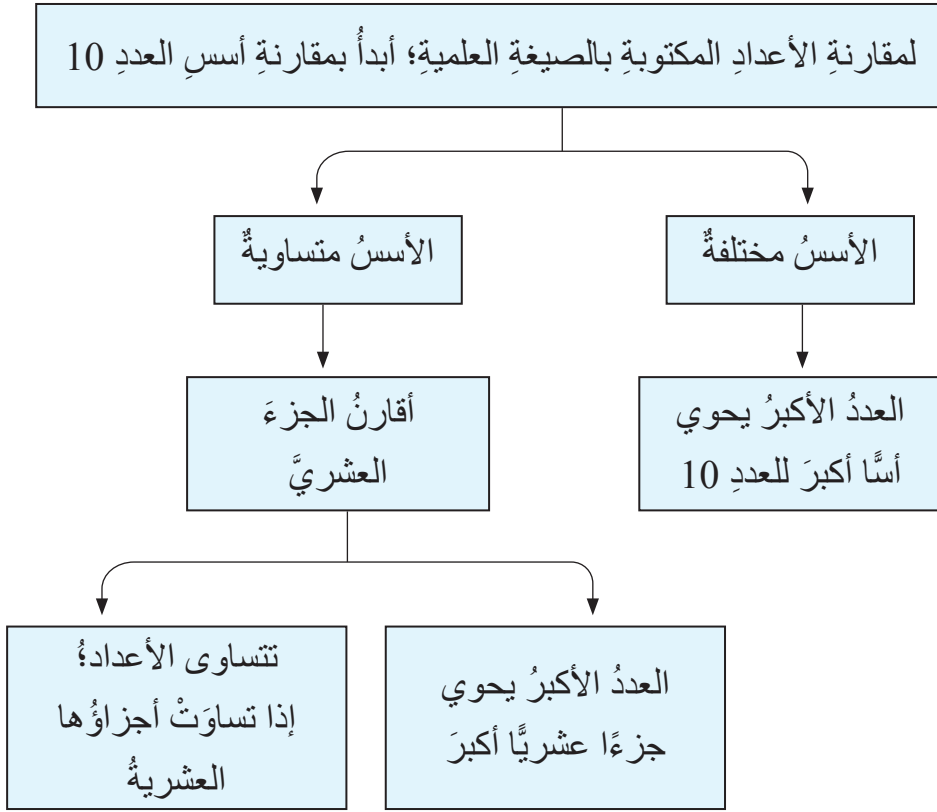 لمقارنةِ الأعدادِ المكتوبةِ بالصيغةِ العلميةِ؛ أبدأُ بمقارنةِ أسسِ العددِ 10
الأسسُ مختلفةٌ
الأسسُ متساويةٌ
العددُ الأكبرُ يحوي
أسًّا أكبرَ للعددِ 10
أقارنُ الجزءَ
العشريَّ
العددُ الأكبرُ يحوي
جزءًا عشريًّا أكبرَ
تتساوى الأعداد؛ُ
إذا تساوَتْ أجزاؤُها
العشريةُ